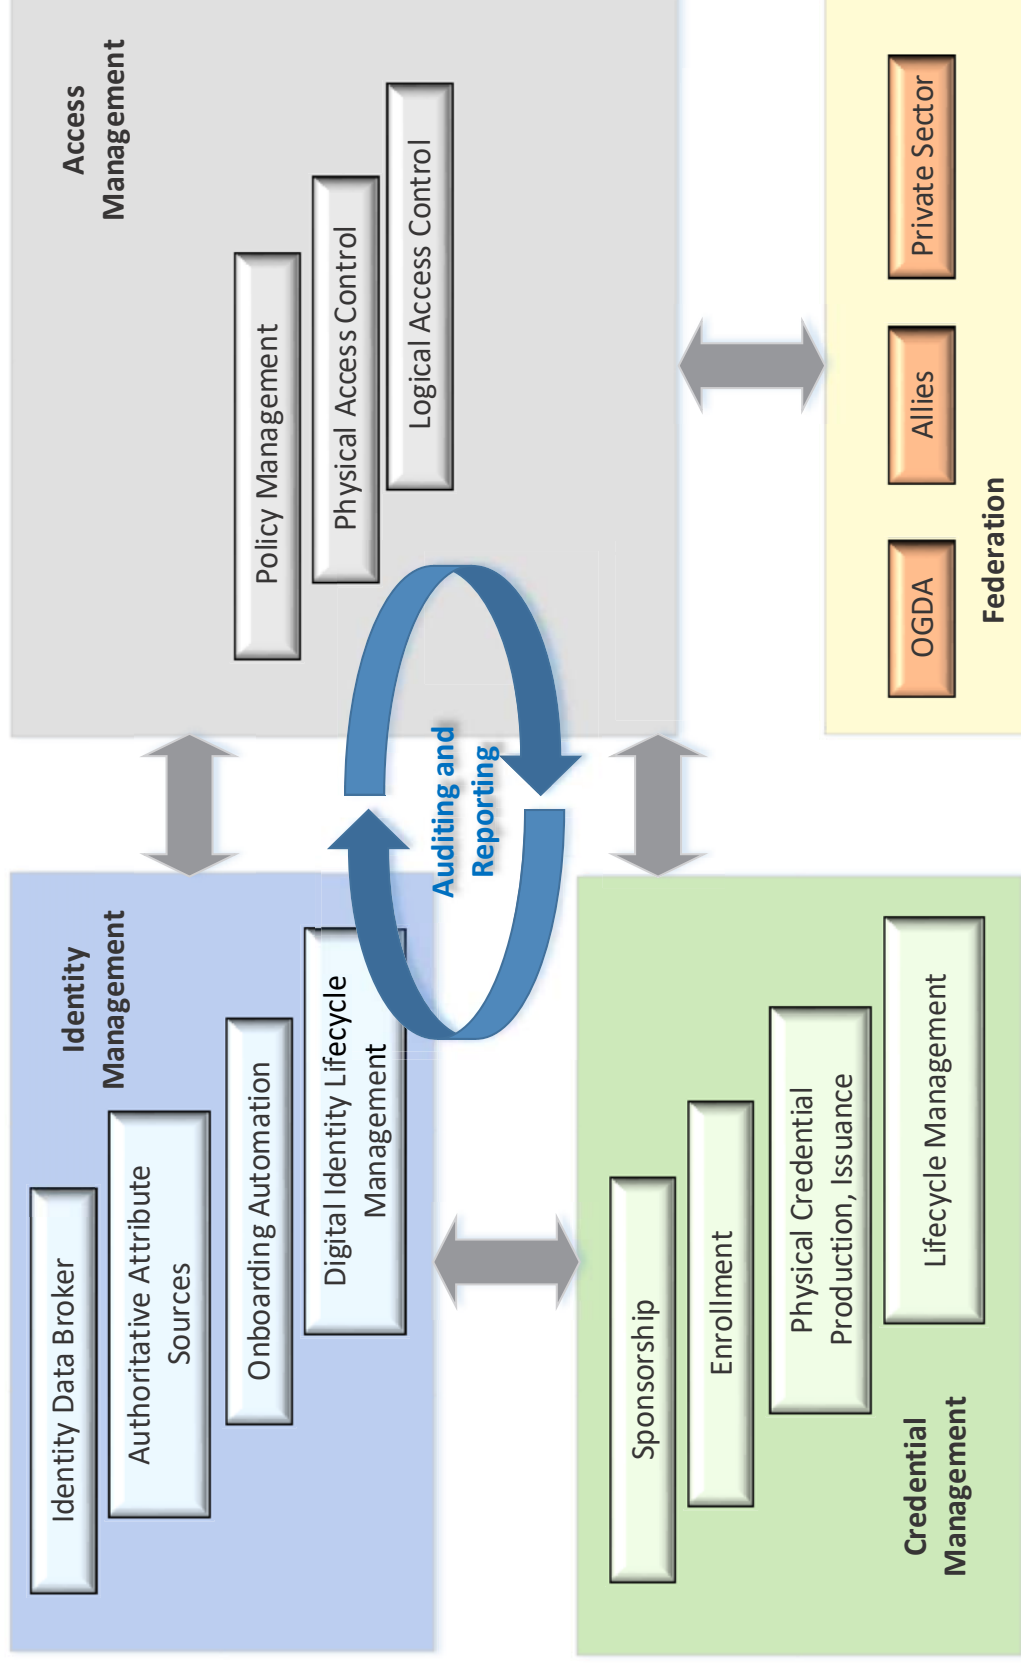 Identity
Management
Identity Data Broker
Authoritative Attribute
Sources
Onboarding Automation
Digital Identity Lifecycle
Management
Access
Management
Policy Management
Physical Access Control
Logical Access Control
Auditing and
Reporting
Sponsorship
Enrollment
Physical Credential
Production, Issuance
Lifecycle Management
Credential
Management
OGDA
Allies
Private Sector
Federation